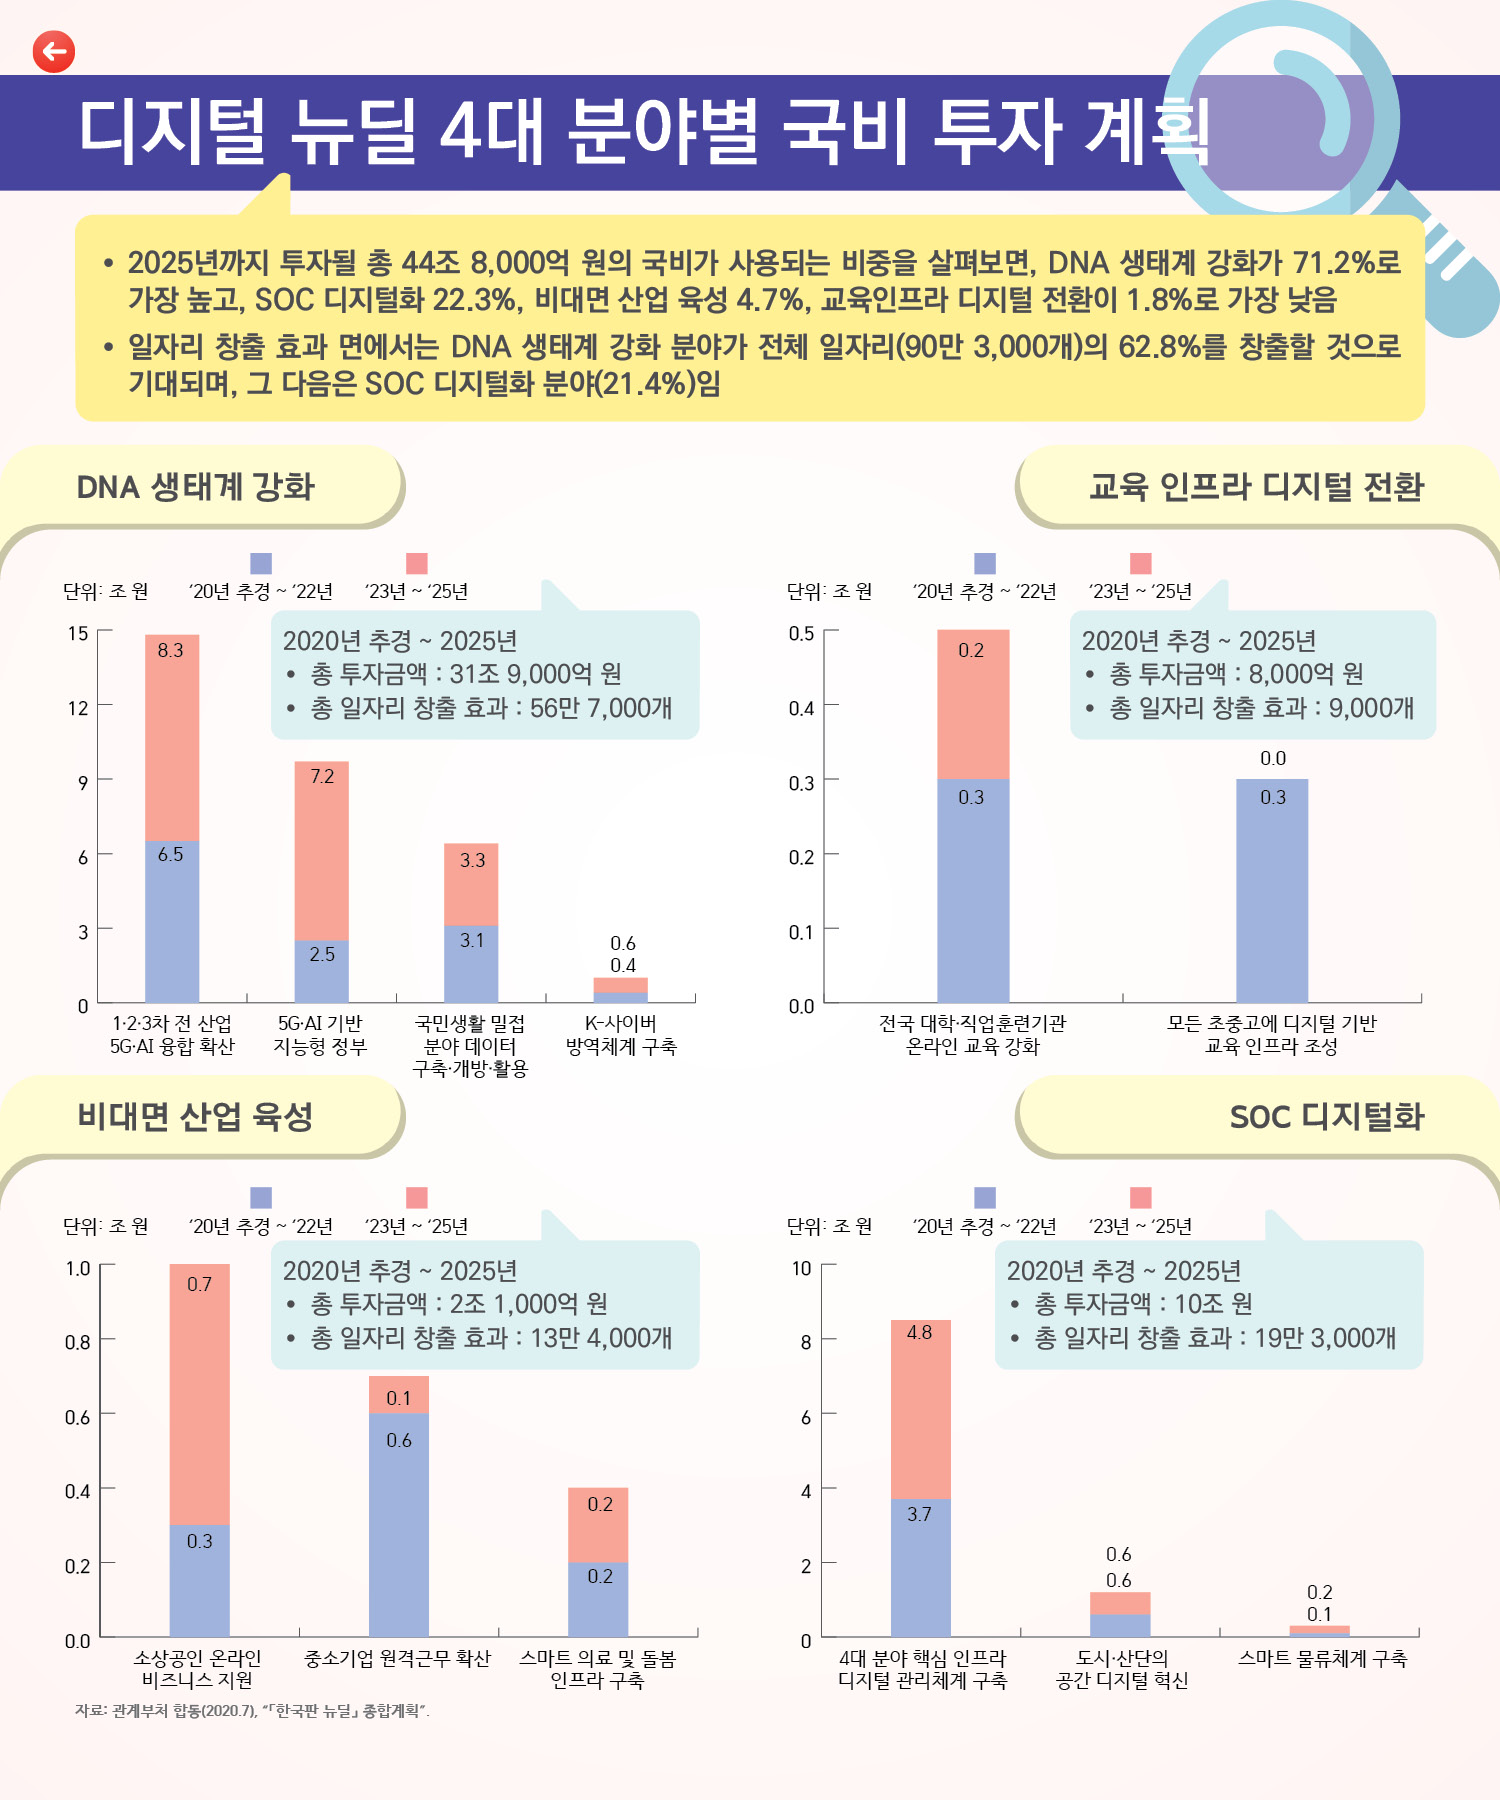 디지털 뉴딜 4대 분야별 국비 투자 계획
• 2025년까지 투자될 총 44조 8,000억 원의 국비가 사용되는 비중을 살펴보면, DNA 생태계 강화가 71.2%로
가장 높고, SOC 디지털화 22.3%, 비대면 산업 육성 4.7%, 교육인프라 디지털 전환이 1.8%로 가장 낮음
• 일자리 창출 효과 면에서는 DNA 생태계 강화 분야가 전체 일자리(90만 3,000개)의 62.8%를 창출할 것으로
기대되며, 그 다음은 SOC 디지털화 분야(21.4%)임
DNA 생태계 강화
단위: 조 원
‘20년 추경 ~ ‘22년
‘23년 ~ ‘25년
2020년 추경 ~ 2025년
• 총 투자금액 : 31조 9,000억 원
• 총 일자리 창출 효과 : 56만 7,000개
15
12
9
6
3
0
8.3
6.5
7.2
2.5
3.3
3.1
0.6
0.4
1·2·3차 전 산업
5G·AI 융합 확산
5G·AI 기반
지능형 정부
국민생활 밀접
분야 데이터
구축·개방·활용
K-사이버
방역체계 구축
교육 인프라 디지털 전환
단위: 조 원
‘20년 추경 ~ ‘22년
‘23년 ~ ‘25년
2020년 추경 ~ 2025년
• 총 투자금액 : 8,000억 원
• 총 일자리 창출 효과 : 9,000개
0.5
0.4
0.3
0.2
0.1
0.0
0.2
0.3
0.0
0.3
전국 대학·직업훈련기관
온라인 교육 강화
모든 초중고에 디지털 기반
교육 인프라 조성
비대면 산업 육성
단위: 조 원
‘20년 추경 ~ ‘22년
‘23년 ~ ‘25년
2020년 추경 ~ 2025년
• 총 투자금액 : 2조 1,000억 원
• 총 일자리 창출 효과 : 13만 4,000개
1.0
0.8
0.6
0.4
0.2
0.0
0.7
0.3
0.1
0.6
0.2
0.2
소상공인 온라인
비즈니스 지원
중소기업 원격근무 확산
스마트 의료 및 돌봄
인프라 구축
SOC 디지털화
단위: 조 원
‘20년 추경 ~ ‘22년
‘23년 ~ ‘25년
2020년 추경 ~ 2025년
• 총 투자금액 : 10조 원
• 총 일자리 창출 효과 : 19만 3,000개
10
8
6
4
2
0
4.8
3.7
0.6
0.6
0.2
0.1
4대 분야 핵심 인프라
디지털 관리체계 구축
도시·산단의
공간 디지털 혁신
스마트 물류체계 구축
자료: 관계부처 합동(2020.7), “「한국판 뉴딜」 종합계획”.